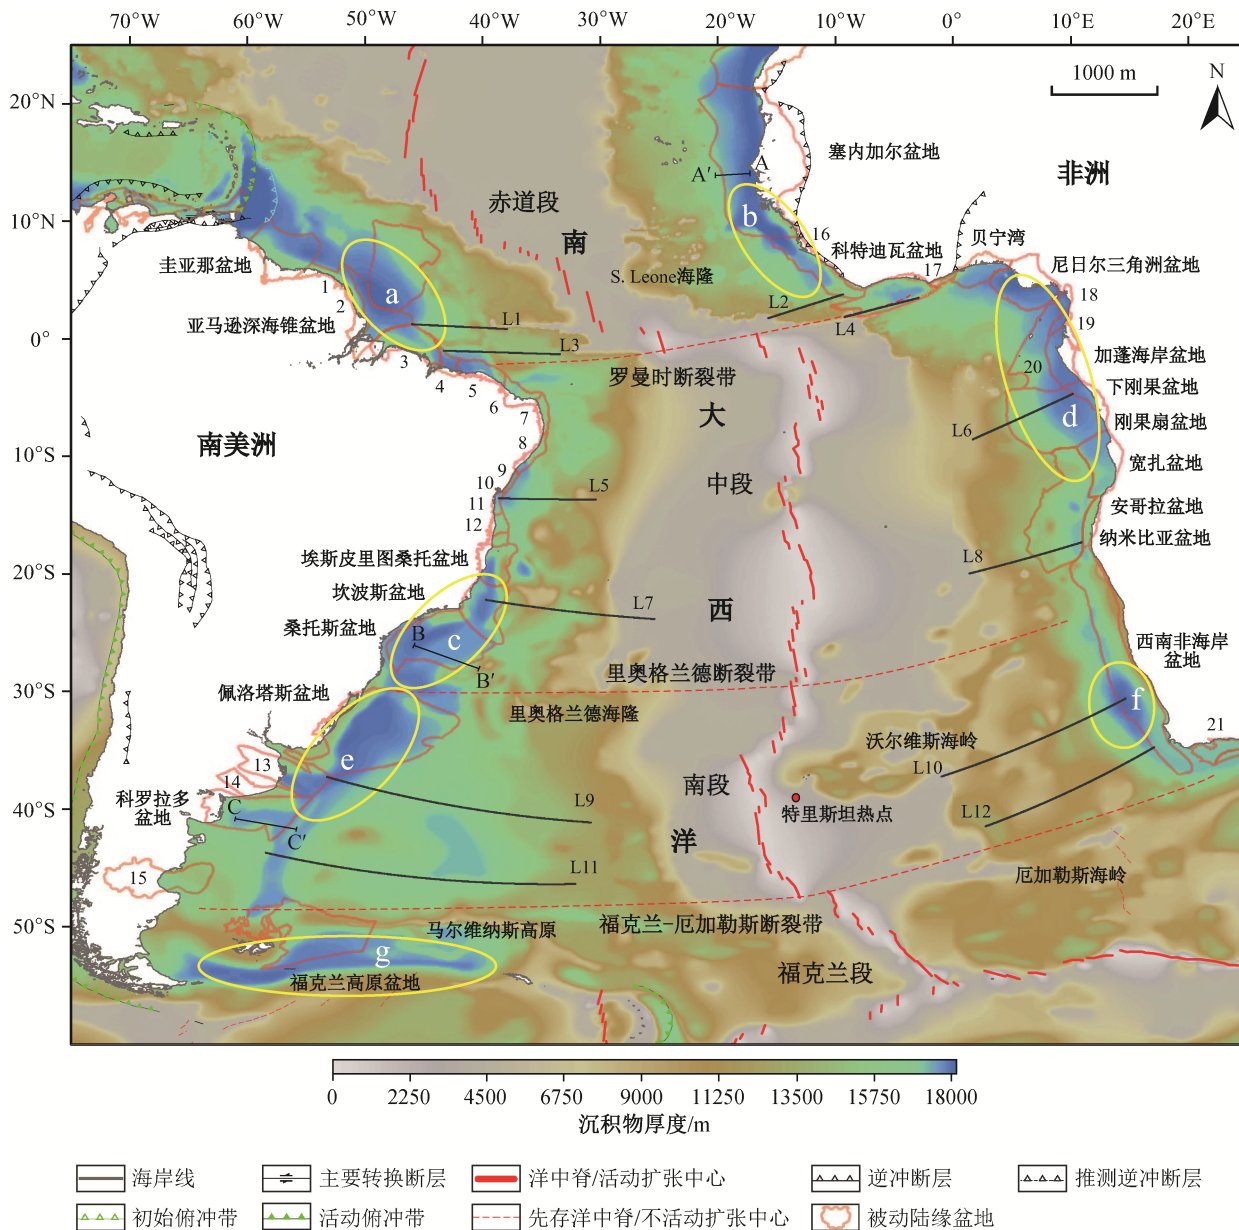 70°W 60°W 50°W 40°W 30°W 20°W 10°W 0° 10°E 20°E
20°N
10°N
0°
10°S
20°S
30°S
40°S
50°S
1000 m
N
塞内加尔盆地
非洲
A′ A
赤道段
南
b
16
科特迪瓦盆地
贝宁湾
17
尼日尔三角洲盆地
S. Leone海隆
圭亚那盆地
1
a
2
L2
L4
18
亚马逊深海锥盆地
L1
19
L3
3
加蓬海岸盆地
20
4
5
罗曼时断裂带
下刚果盆地
6
7
大
d
刚果扇盆地
L6
南美洲
8
宽扎盆地
9
中段
10
L5
11
安哥拉盆地
12
纳米比亚盆地
埃斯皮里图桑托盆地
L8
坎波斯盆地
西
L7
桑托斯盆地
B
c
西南非海岸
盆地
B′
里奥格兰德断裂带
佩洛塔斯盆地
f
里奥格兰德海隆
21
沃尔维斯海岭
e
13
L10
14
南段
科罗拉多
盆地
L9
特里斯坦热点
L12
C
C′
洋
L11
15
厄加勒斯海岭
马尔维纳斯高原
福克兰-厄加勒斯断裂带
g
福克兰段
福克兰高原盆地
0 2250 4500 6750 9000 11250 13500 15750 18000
沉积物厚度/m
海岸线 主要转换断层 洋中脊/活动扩张中心 逆冲断层 推测逆冲断层
初始俯冲带 活动俯冲带 先存洋中脊/不活动扩张中心 被动陆缘盆地